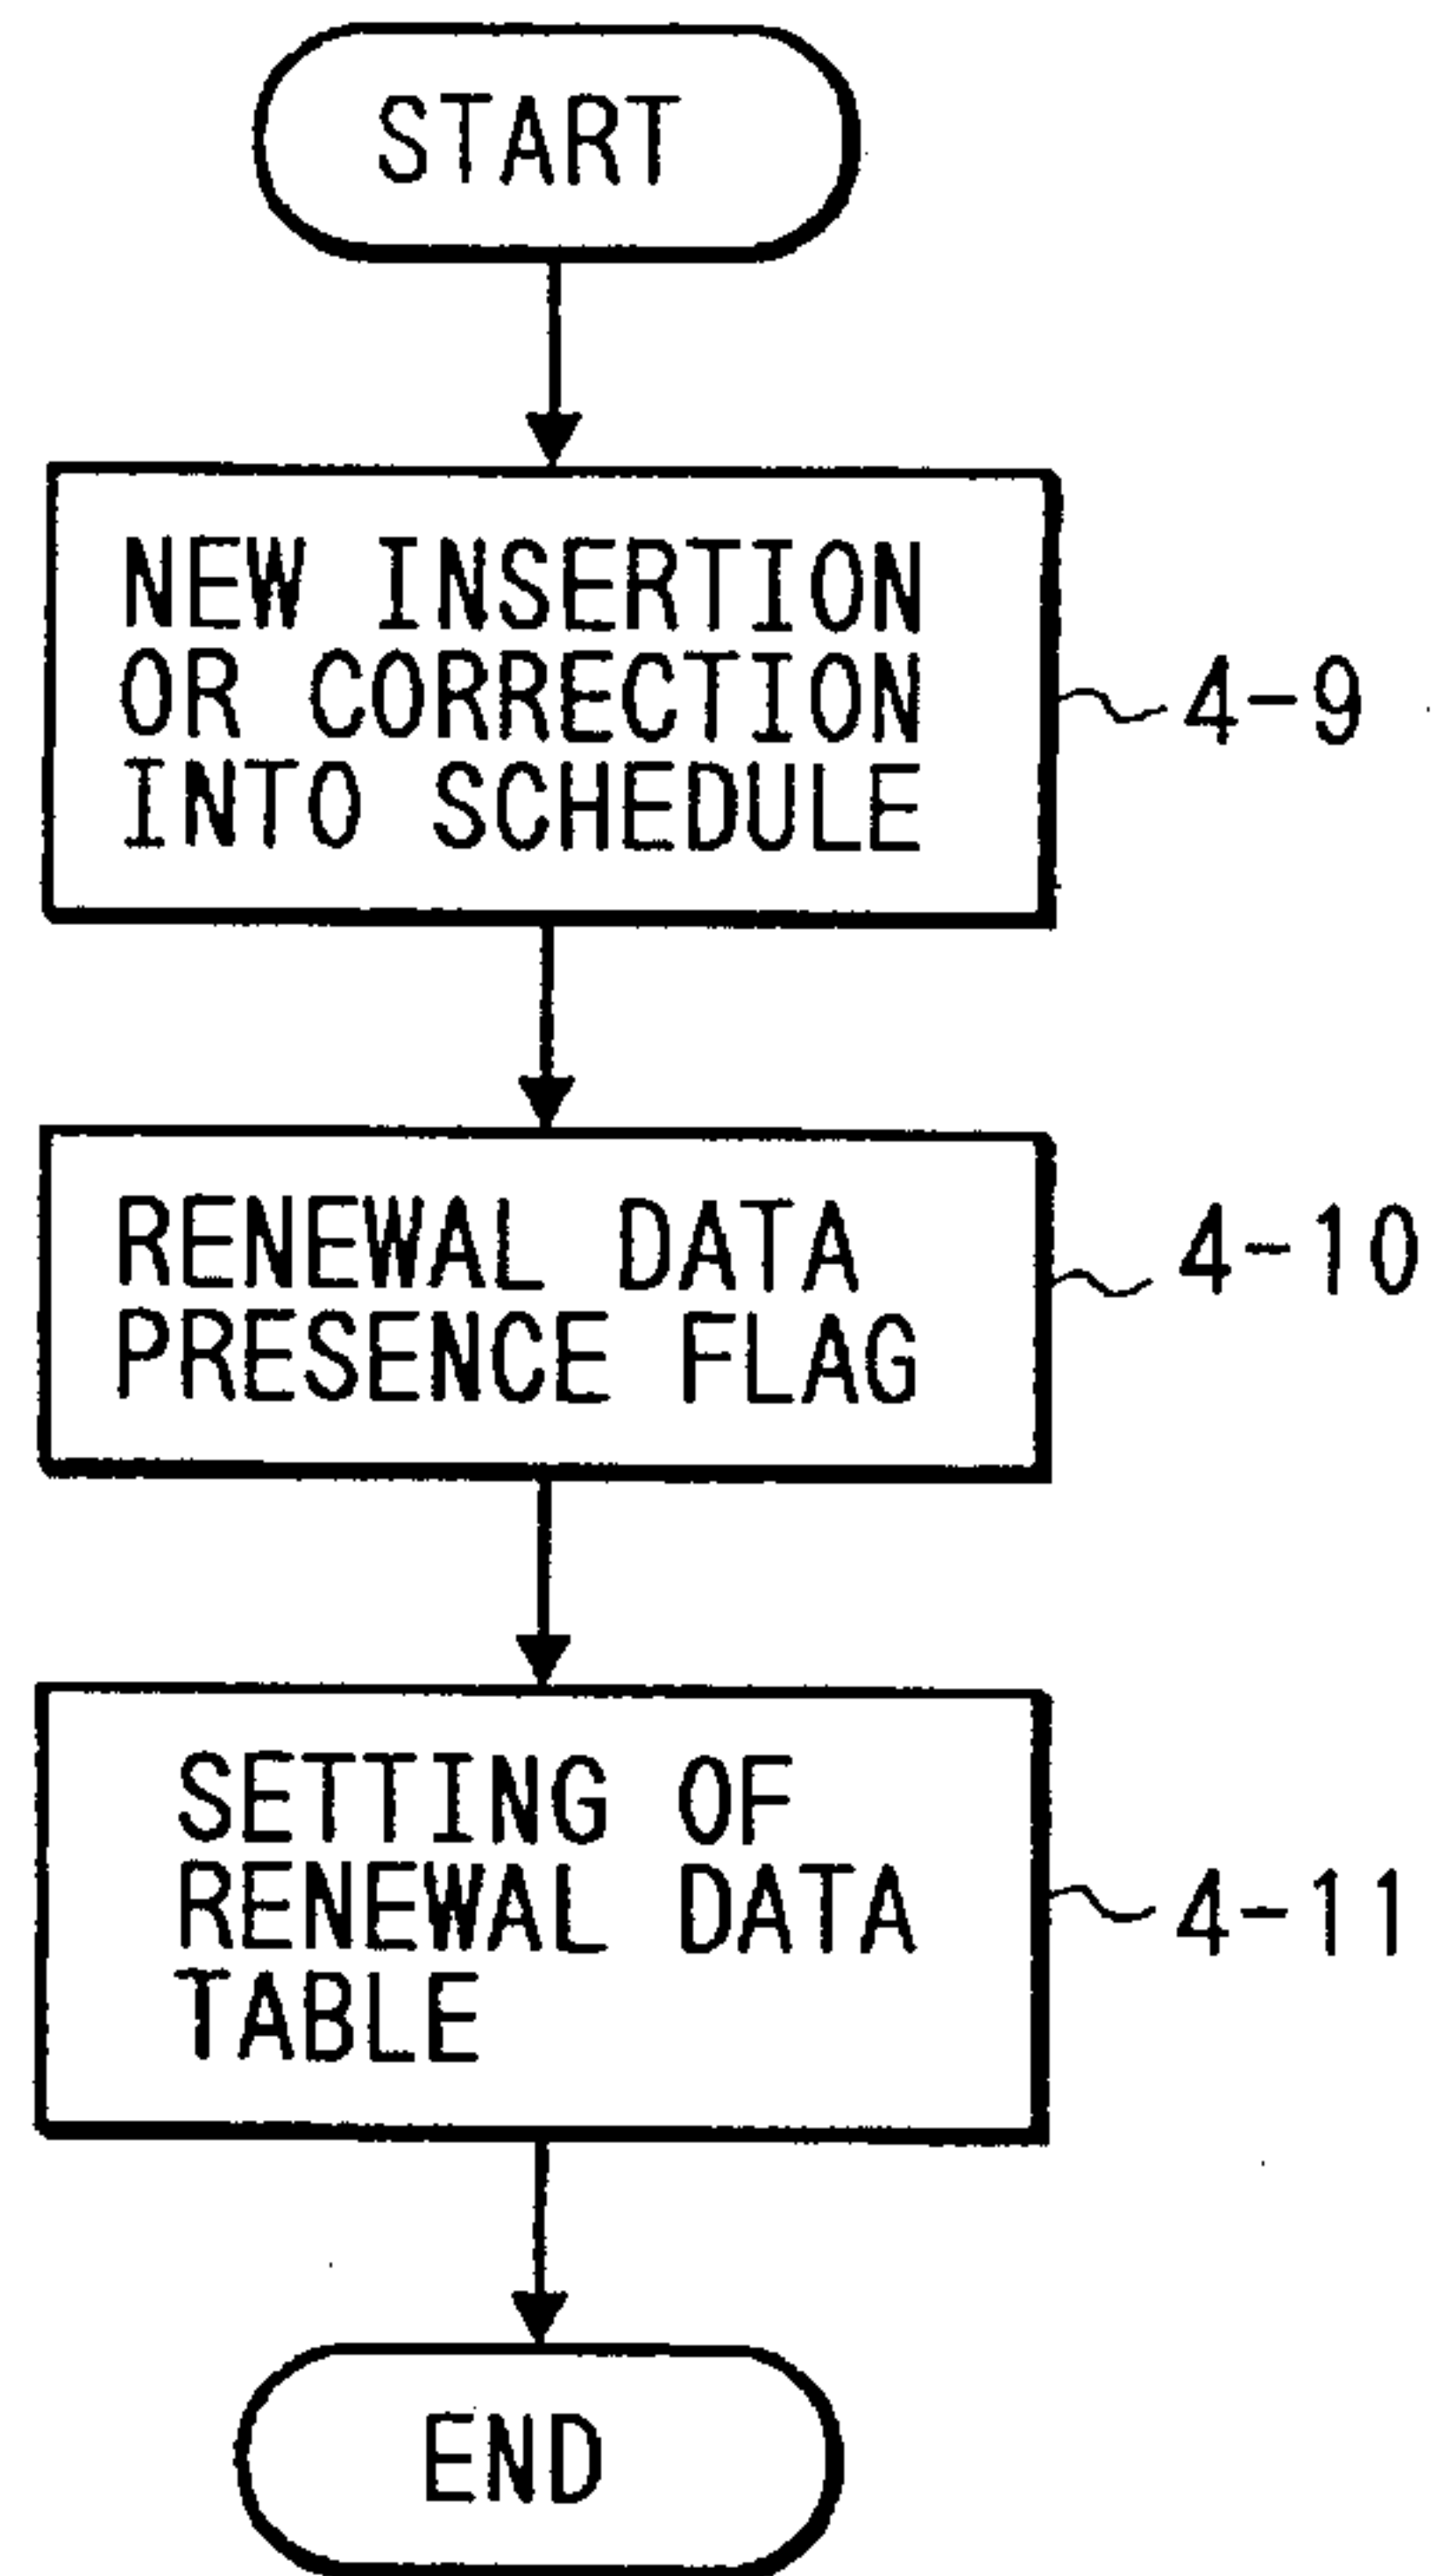 START
NEW INSERTION
OR CORRECTION
INTO SCHEDULE
4-9
RENEWAL DATA
PRESENCE FLAG
4-10
SETTING OF
RENEWAL DATA
TABLE
4-11
END